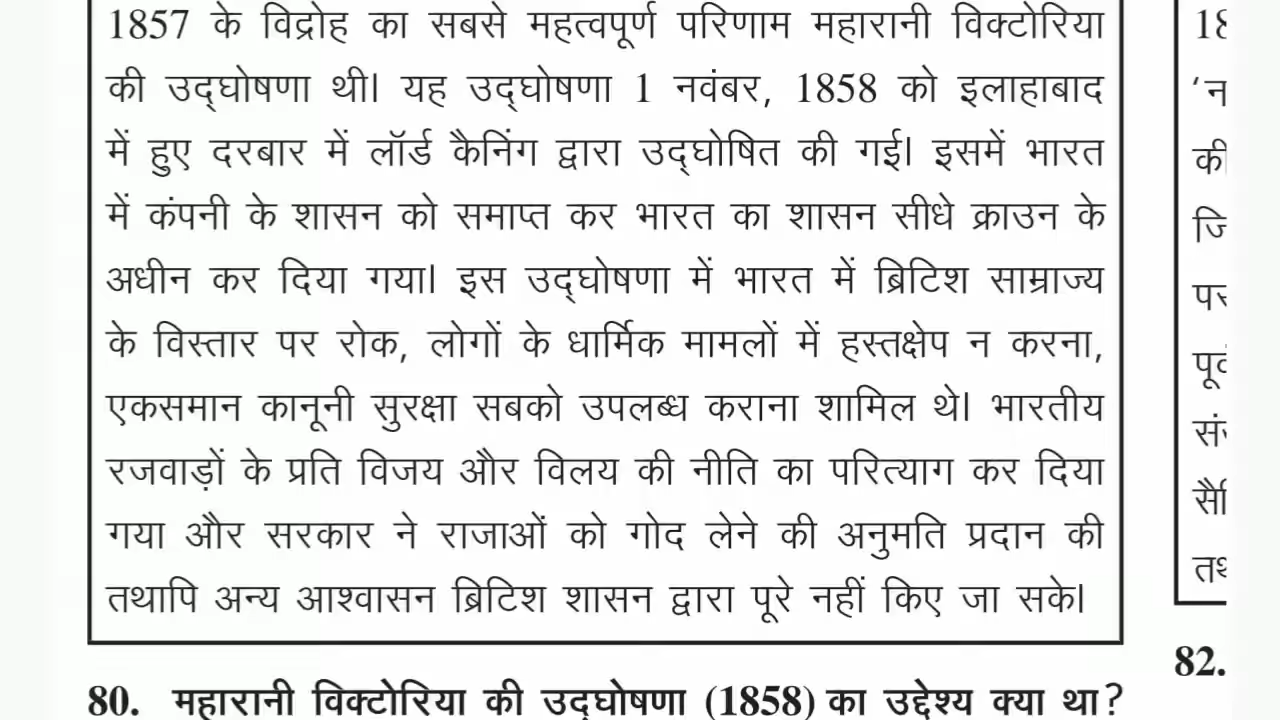 1857 के विद्रोह का सबसे महत्वपूर्ण परिणाम महारानी विक्टोरिया
की उद्घोषणा थी। यह उद्घोषणा 1 नवंबर, 1858 को इलाहाबाद
में हुए दरबार में लॉर्ड कैनिंग द्वारा उद्घोषित की गई। इसमें भारत
में कंपनी के शासन को समाप्त कर भारत का शासन सीधे क्राउन के
अधीन कर दिया गया। इस उद्घोषणा में भारत में ब्रिटिश साम्राज्य
के विस्तार पर रोक, लोगों के धार्मिक मामलों में हस्तक्षेप न करना,
एकसमान कानूनी सुरक्षा सबको उपलब्ध कराना शामिल थे। भारतीय
रजवाड़ों के प्रति विजय और विलय की नीति का परित्याग कर दिया
गया और सरकार ने राजाओं को गोद लेने की अनुमति प्रदान की
तथापि अन्य आश्वासन ब्रिटिश शासन द्वारा पूरे नहीं किए जा सके।
80. महारानी विक्टोरिया की उद्घोषणा (1858) का उद्देश्य क्या था?
की
82.